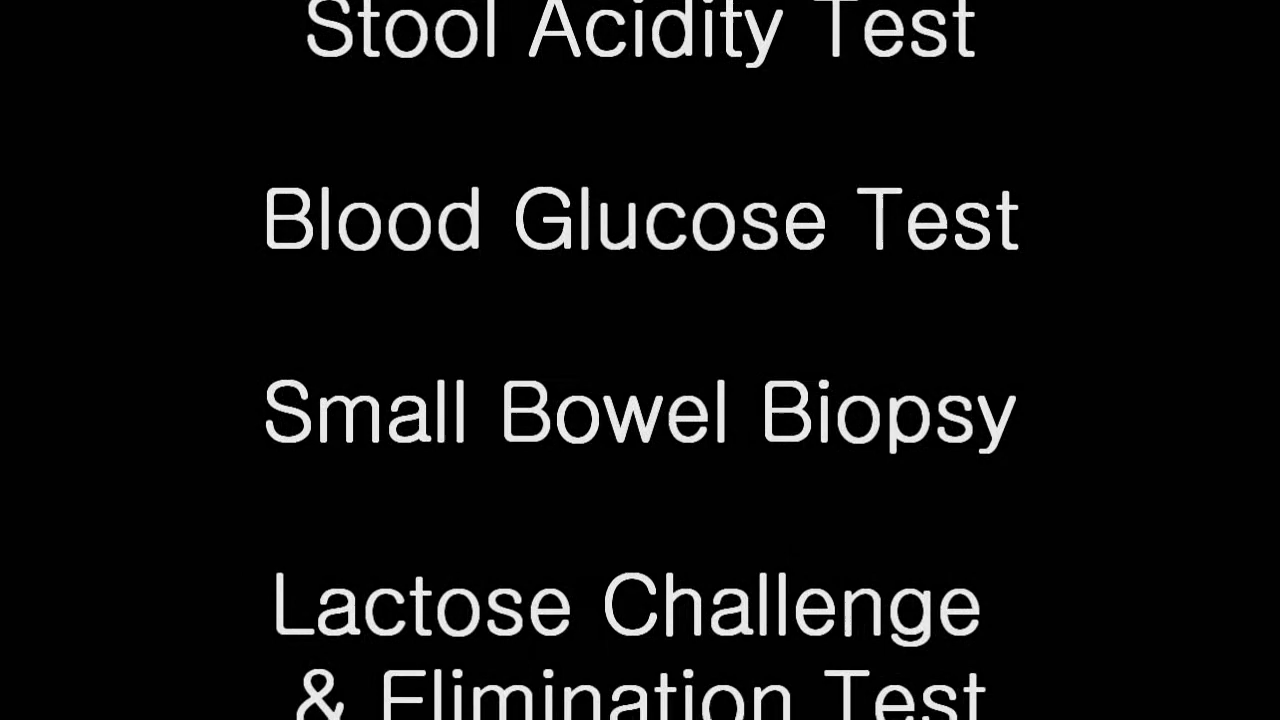 Stool Acidity Test
Blood Glucose Test
Small Bowel Biopsy
Lactose Challenge
& Elimination Test